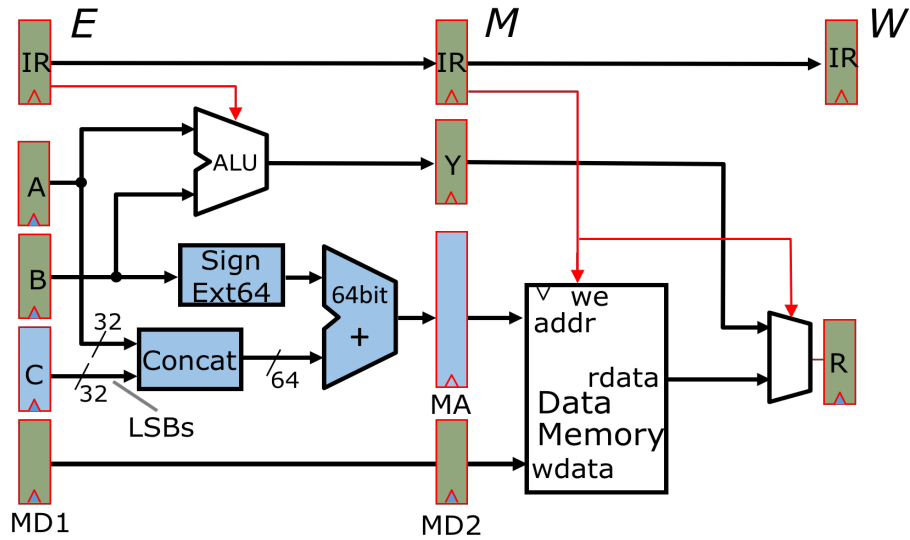 E
M
W
IR
IR
IR
ALU
A
Y
B
Sign
Ext64
64bit
+
we
addr
32
C
Concat
32
64
LSBs
MA
rdata
R
Data
Memory
wdata
MD1
MD2